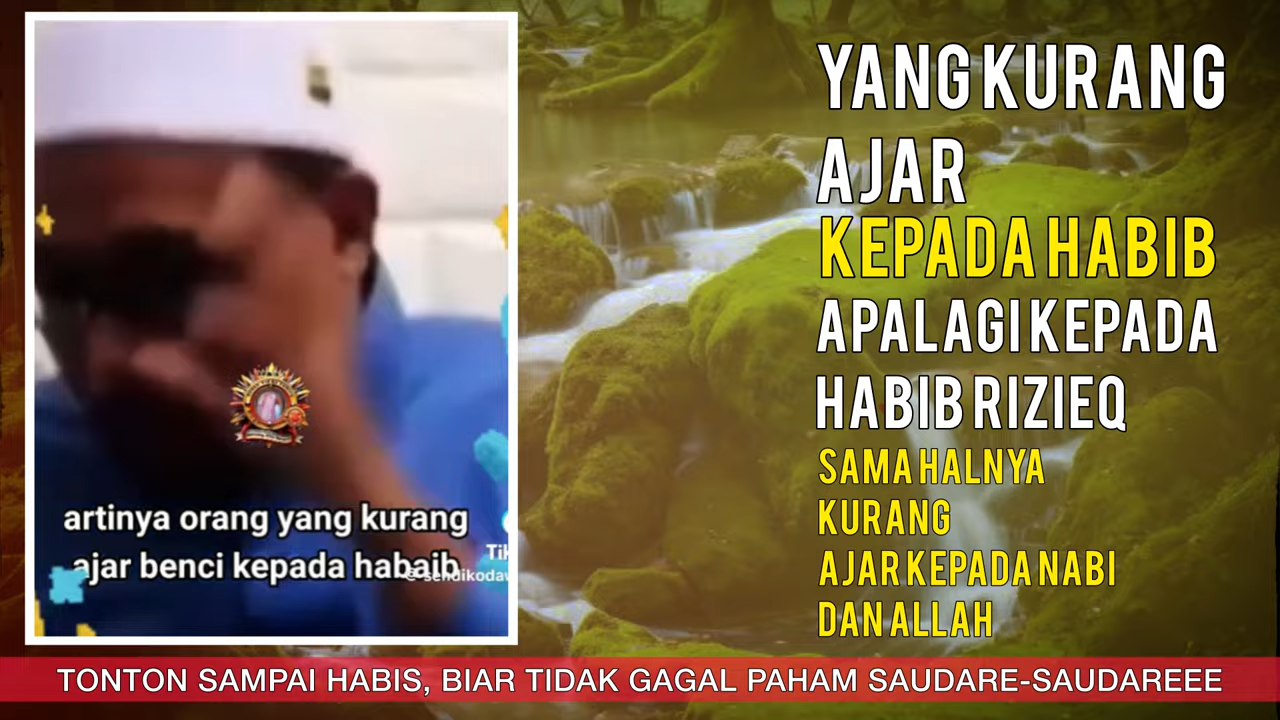 YANG KURANG
AJAR
KEPADA HABIB
APALAGI KEPADA
HABIB RIZIEQ
SAMA HALNYA
KURANG
AJAR KEPADA NABI
DAN ALLAH
artinya orang yang kurang
ajar benci kepada habaib
TONTON SAMPAI HABIS, BIAR TIDAK GAGAL PAHAM SAUDARE-SAUDAREEE